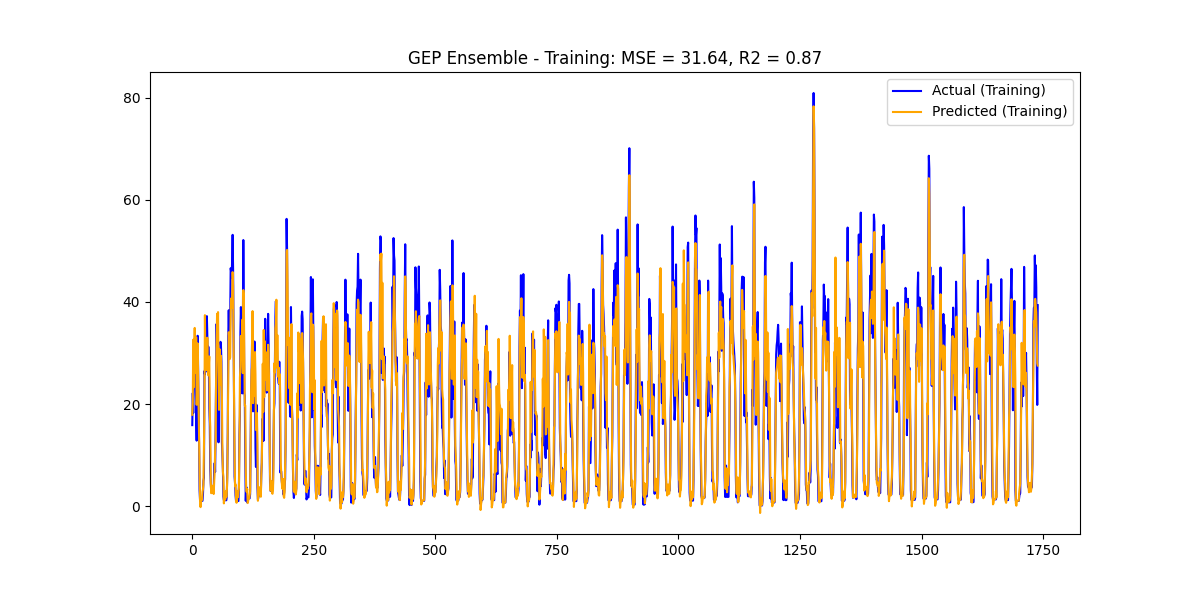 GEP Ensemble - Training: MSE = 31.64, R2 = 0.87
Actual (Training)
Predicted (Training)
80
60
40
20
0
0 250 500 750 1000 1250 1500 1750